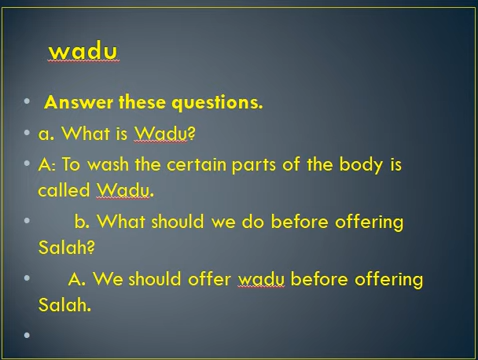 wadu
• Answer these questions.
• a. What is Wadu?
• A: To wash the certain parts of the body is
called Wadu.
• b. What should we do before offering
Salah?
• A. We should offer wadu before offering
Salah.
•